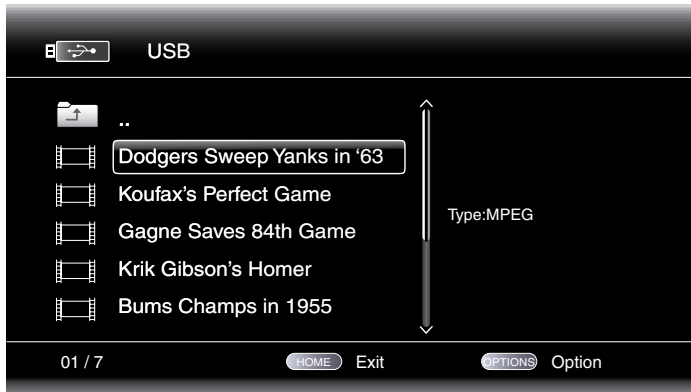 USB
..
Dodgers Sweep Yanks in ‘63
Koufax’s Perfect Game
Type:MPEG
Gagne Saves 84th Game
Krik Gibson’s Homer
Bums Champs in 1955
01 / 7 HOME Exit OPTIONS Option